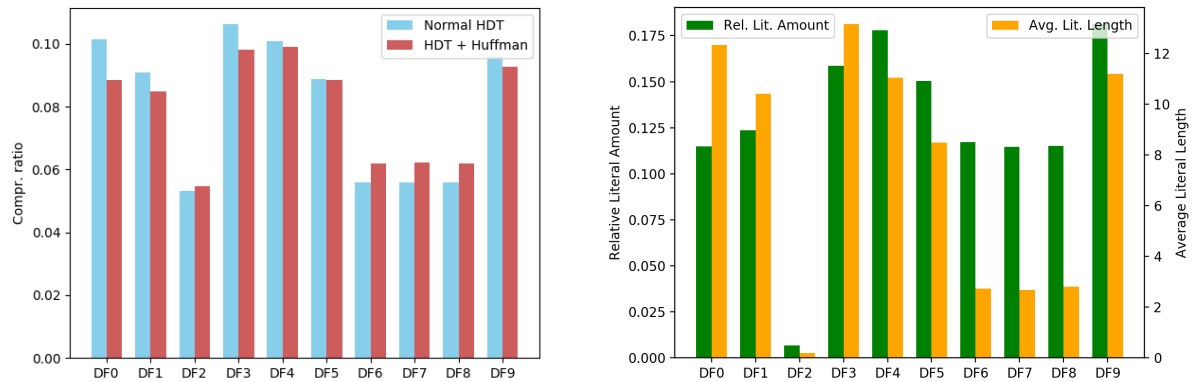 Normal HDT
HDT + Huffman
Compr. ratio
0.10
0.08
0.06
0.04
0.02
0.00
DF0 DF1 DF2 DF3 DF4 DF5 DF6 DF7 DF8 DF9
Rel. Lit. Amount
Avg. Lit. Length
Relative Literal Amount
0.175
0.150
0.125
0.100
0.075
0.050
0.025
0.000
DF0 DF1 DF2 DF3 DF4 DF5 DF6 DF7 DF8 DF9
12
10
8
6
4
2
0
Average Literal Length